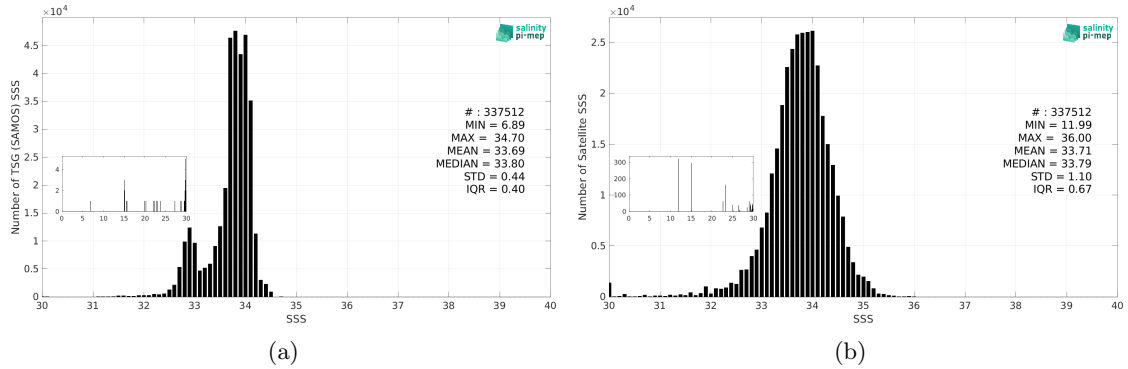 ×10⁴
5
4.5
4
3.5
3
2.5
2
1.5
1
0.5
0
Number of TSG (SAMOS) SSS
salinity
pi-mep
# : 337512
MIN = 6.89
MAX = 34.70
MEAN = 33.69
MEDIAN = 33.80
STD = 0.44
IQR = 0.40
4
2
0
0 5 10 15 20 25 30
30 31 32 33 34 35 36 37 38 39 40
SSS
(a)
×10⁴
2.5
2
1.5
1
0.5
0
Number of Satellite SSS
salinity
pi-mep
# : 337512
MIN = 11.99
MAX = 36.00
MEAN = 33.71
MEDIAN = 33.79
STD = 1.10
IQR = 0.67
300
200
100
0
0 5 10 15 20 25 30
30 31 32 33 34 35 36 37 38 39 40
SSS
(b)